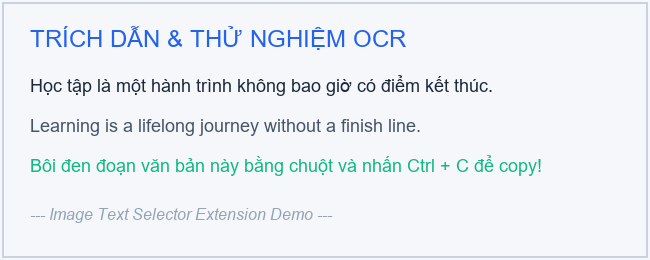 TRÍCH DẪN & THỬ NGHIỆM OCR
Học tập là một hành trình không bao giờ có điểm kết thúc.
Learning is a lifelong journey without a finish line.
Bôi đen đoạn văn bản này bằng chuột và nhấn Ctrl + C để copy!
--- Image Text Selector Extension Demo ---